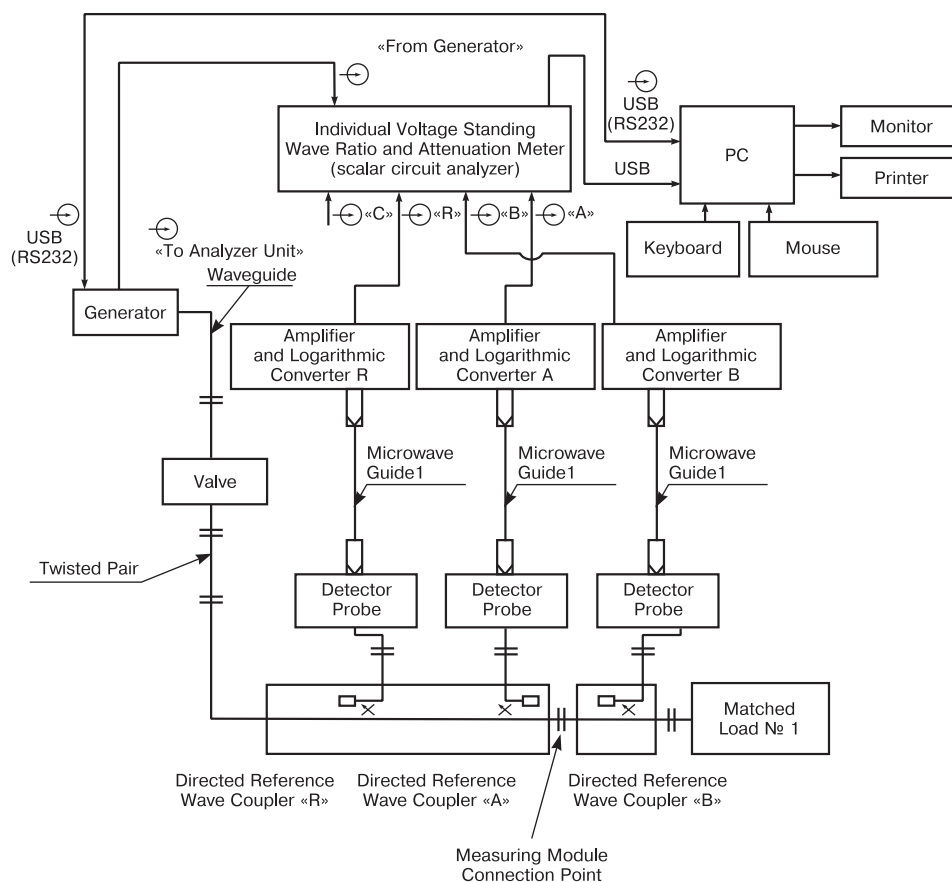 «From Generator»
USB
(RS232)
Individual Voltage Standing
Wave Ratio and Attenuation Meter
(scalar circuit analyzer)
PC
Monitor
Printer
USB
«C»
«R»
«B»
«A»
Keyboard
Mouse
USB
(RS232)
«To Analyzer Unit»
Waveguide
Generator
Amplifier
and Logarithmic
Converter R
Amplifier
and Logarithmic
Converter A
Amplifier
and Logarithmic
Converter B
Valve
Microwave
Guide1
Microwave
Guide1
Microwave
Guide1
Twisted Pair
Detector
Probe
Detector
Probe
Detector
Probe
Matched
Load № 1
Directed Reference
Wave Coupler «R»
Directed Reference
Wave Coupler «A»
Directed Reference
Wave Coupler «B»
Measuring Module
Connection Point